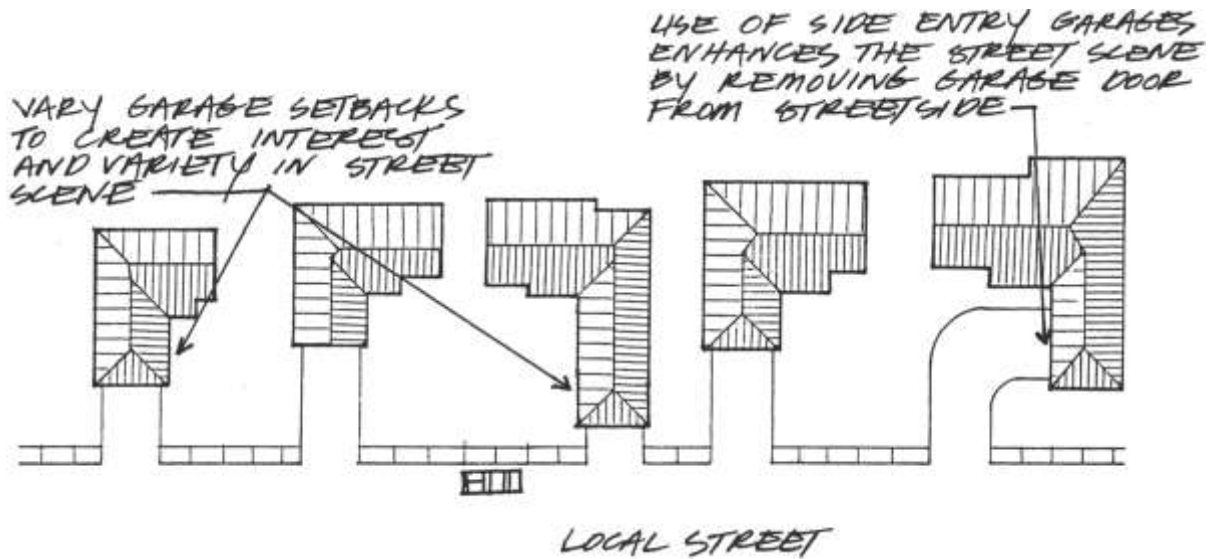 VARY GARAGE SETBACKS
TO CREATE INTEREST
AND VARIETY IN STREET
SCENE
USE OF SIDE ENTRY GARAGES
ENHANCES THE STREET SCENE
BY REMOVING GARAGE DOOR
FROM STREETSIDE
LOCAL STREET